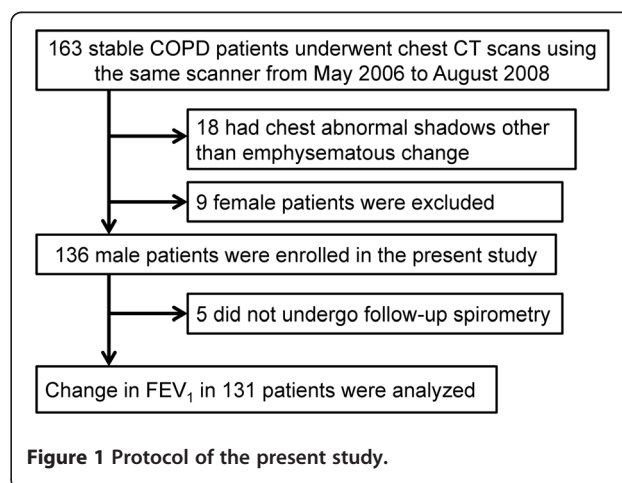 163 stable COPD patients underwent chest CT scans using
the same scanner from May 2006 to August 2008
18 had chest abnormal shadows other
than emphysematous change
9 female patients were excluded
136 male patients were enrolled in the present study
5 did not undergo follow-up spirometry
Change in FEV₁ in 131 patients were analyzed
Figure 1 Protocol of the present study.